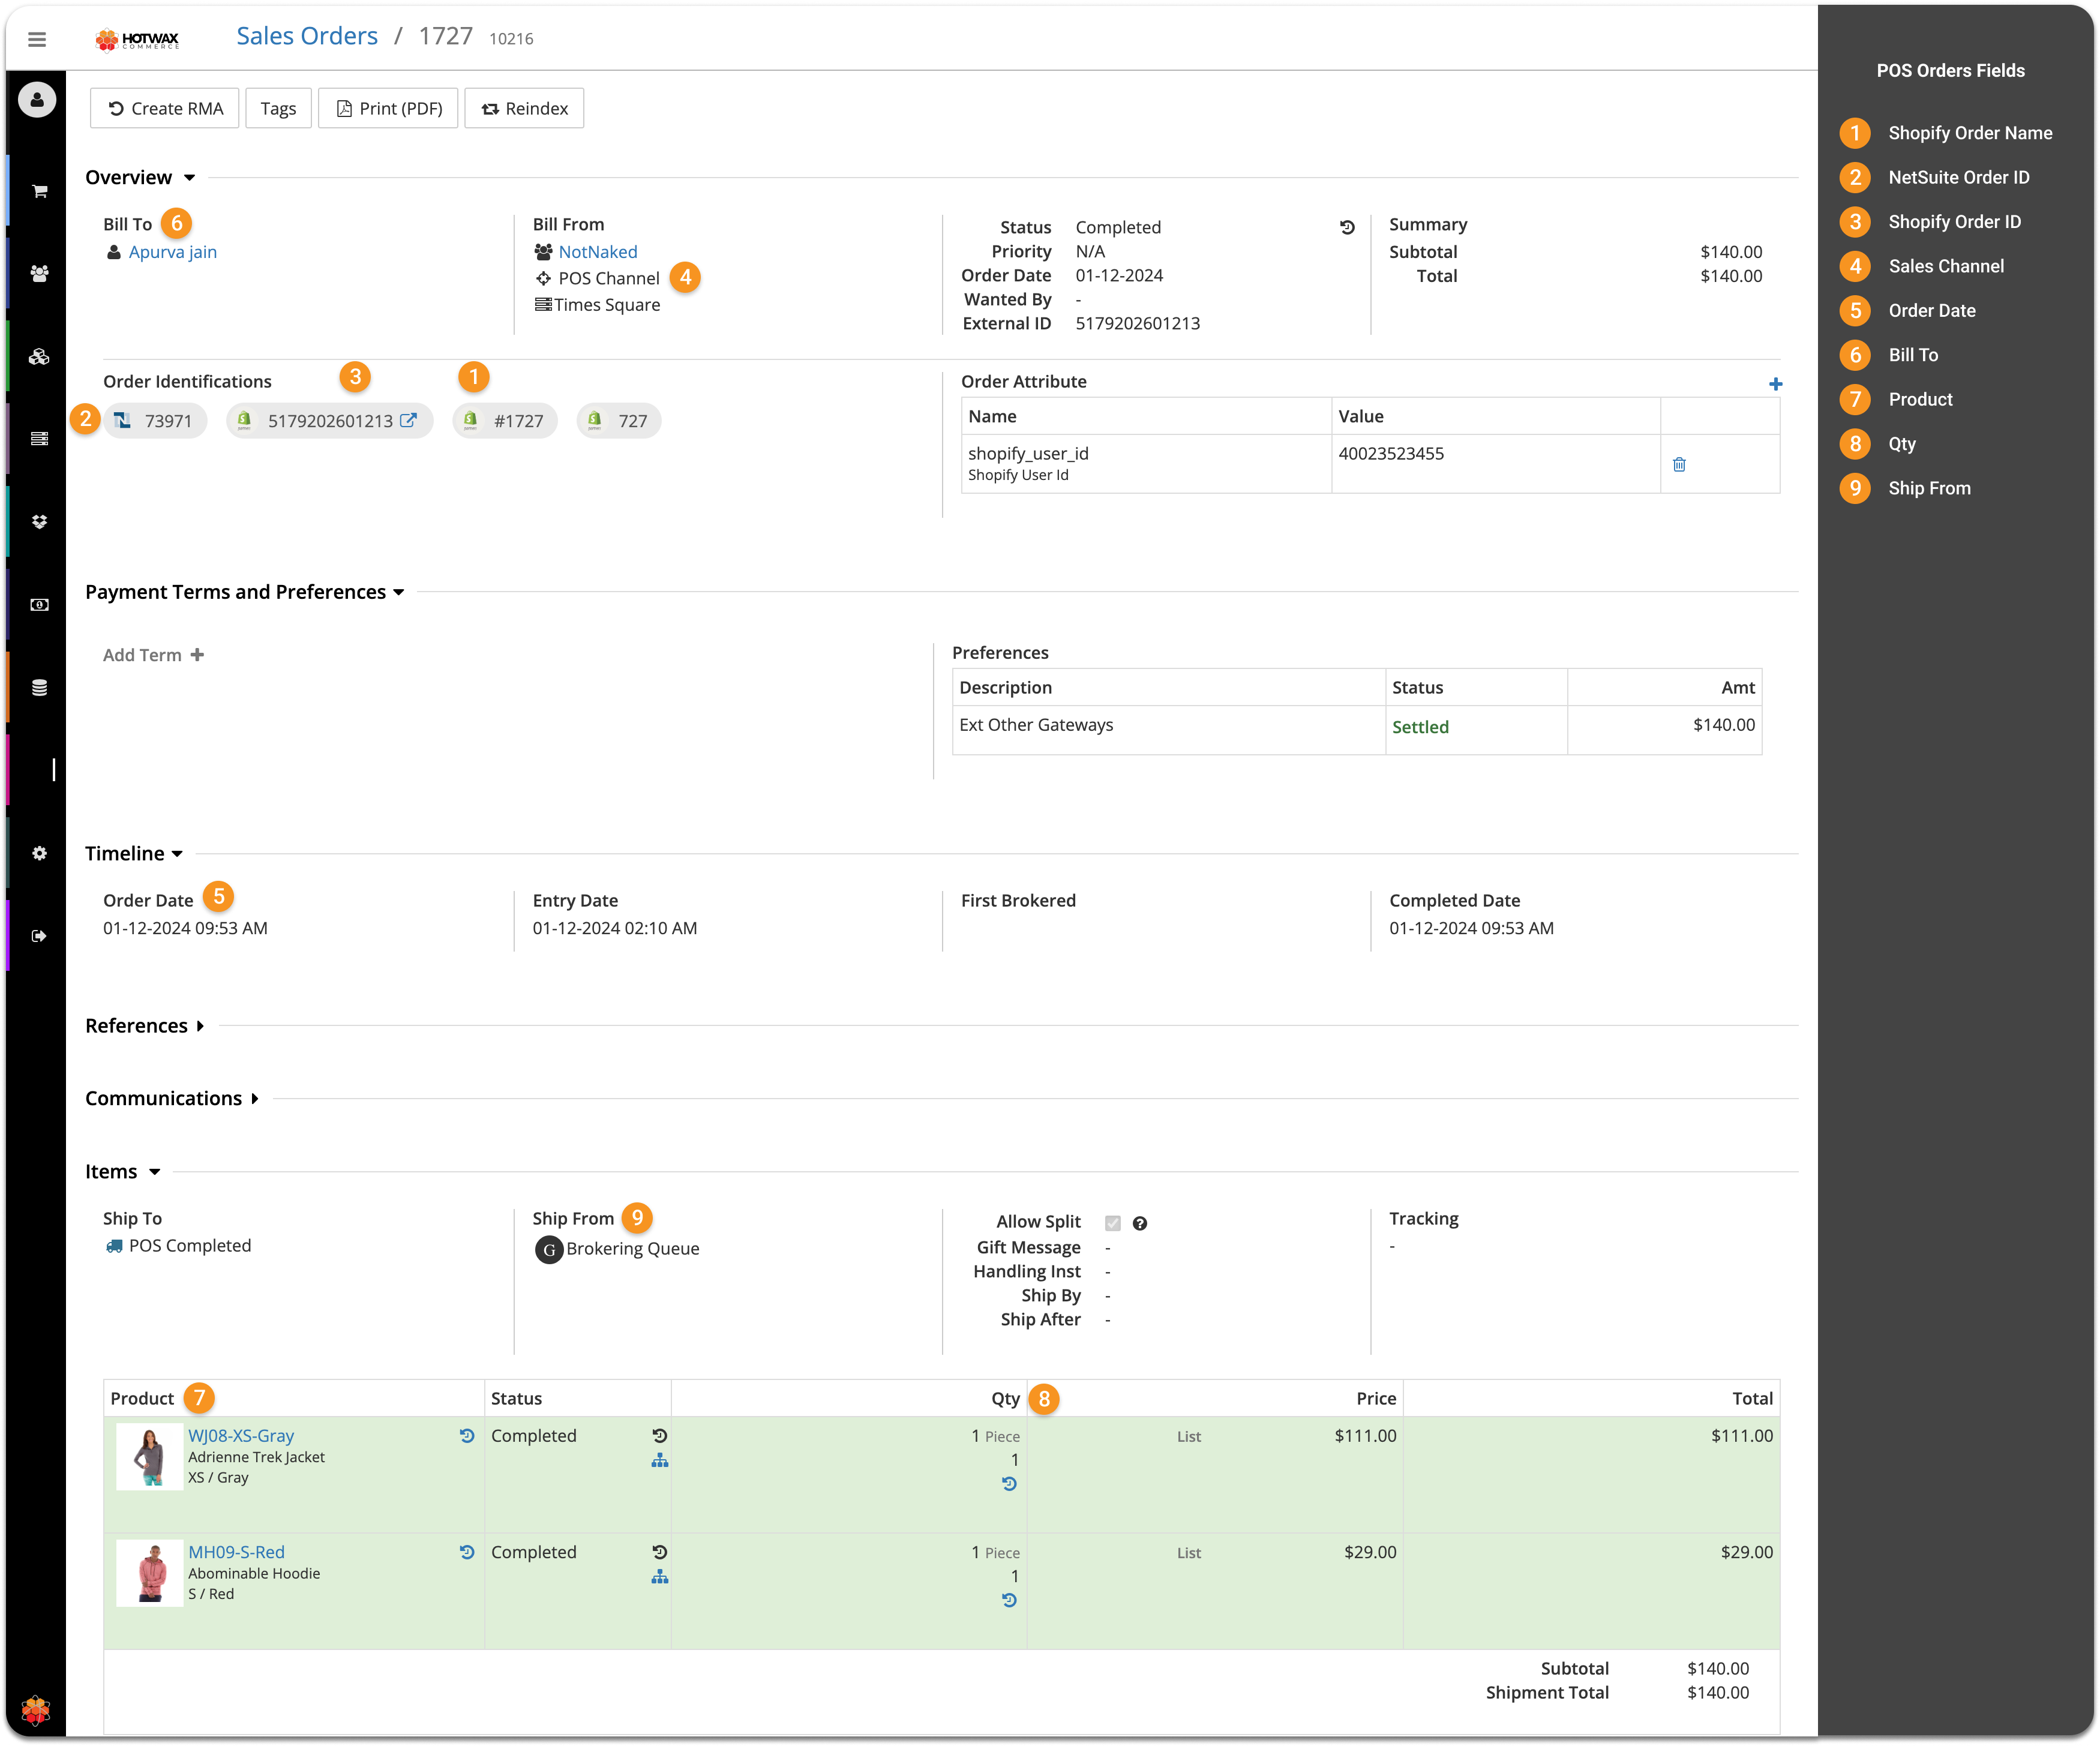 HOTWAX
COMMERCE
Sales Orders / 1727 10216
Create RMA
Tags
Print (PDF)
Reindex
Overview
Bill To 6
Apurva jain
Bill From
NotNaked
POS Channel 4
Times Square
Status Completed
Priority N/A
Order Date 01-12-2024
Wanted By -
External ID 5179202601213
Summary
Subtotal $140.00
Total $140.00
Order Identifications 3 1
2 73971 5179202601213 #1727 727
Order Attribute
Name Value
shopify_user_id 40023523455
Shopify User Id
Payment Terms and Preferences
Add Term
Preferences
Description Status Amt
Ext Other Gateways Settled $140.00
Timeline
Order Date 5
01-12-2024 09:53 AM
Entry Date
01-12-2024 02:10 AM
First Brokered
Completed Date
01-12-2024 09:53 AM
References
Communications
Items
Ship To
POS Completed
Ship From 9
G Brokering Queue
Allow Split
Gift Message -
Handling Inst -
Ship By -
Ship After -
Tracking
-
Product 7 Status Qty 8 Price Total
WJ08-XS-Gray Completed 1 Piece List $111.00 $111.00
Adrienne Trek Jacket 1
XS / Gray
MH09-S-Red Completed 1 Piece List $29.00 $29.00
Abominable Hoodie 1
S / Red
Subtotal $140.00
Shipment Total $140.00
POS Orders Fields
1 Shopify Order Name
2 NetSuite Order ID
3 Shopify Order ID
4 Sales Channel
5 Order Date
6 Bill To
7 Product
8 Qty
9 Ship From